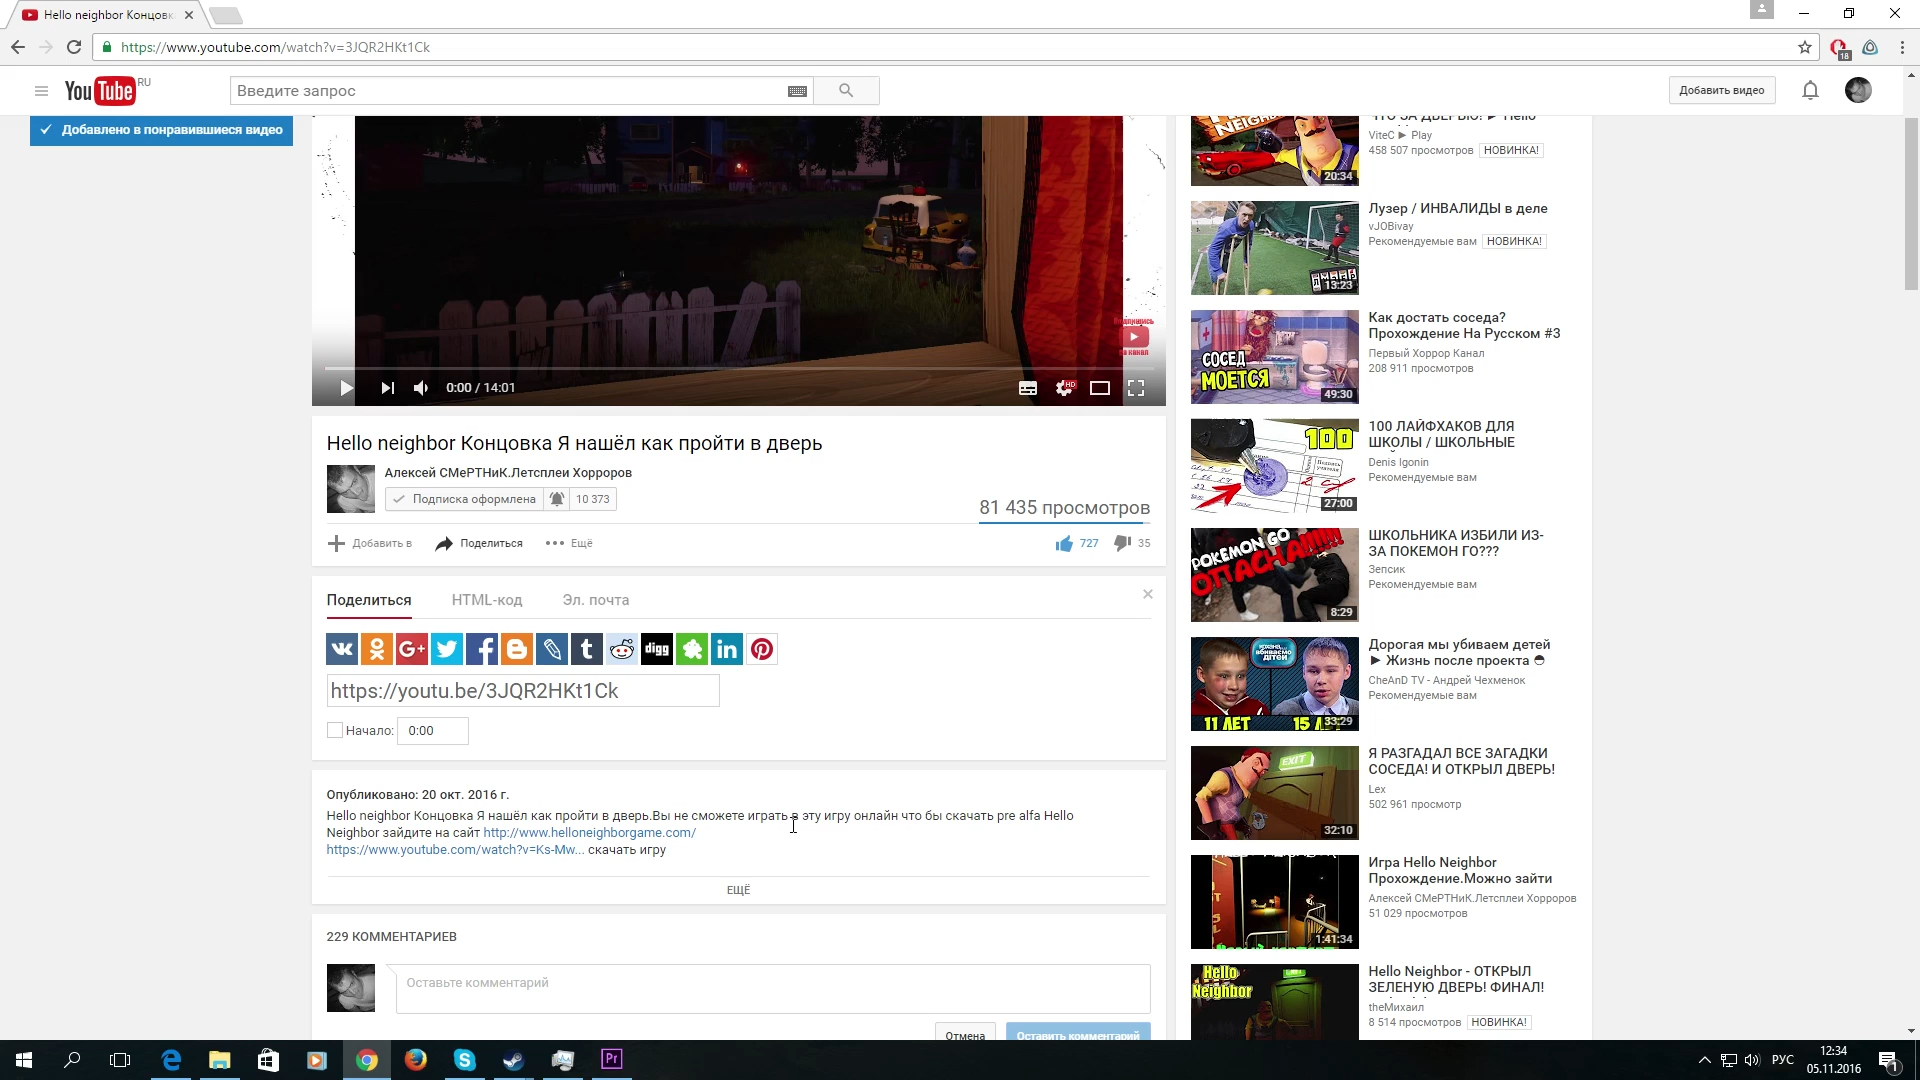 Hello neighbor Концовка
https://www.youtube.com/watch?v=3JQR2HKt1Ck
18
YouTube RU
Введите запрос
Добавить видео
Добавлено в понравившиеся видео
на канал
0:00 / 14:01
HD
Hello neighbor Концовка Я нашёл как пройти в дверь
Алексей СМеРТНиК.Летсплеи Хорроров
Подписка оформлена
10 373
81 435 просмотров
Добавить в
Поделиться
Ещё
727
35
Поделиться
HTML-код
Эл. почта
digg
https://youtu.be/3JQR2HKt1Ck
Начало: 0:00
Опубликовано: 20 окт. 2016 г.
Hello neighbor Концовка Я нашёл как пройти в дверь.Вы не сможете играть в эту игру онлайн что бы скачать pre alfa Hello
Neighbor зайдите на сайт http://www.helloneighborgame.com/
https://www.youtube.com/watch?v=Ks-Mw... скачать игру
ЕЩЁ
229 КОММЕНТАРИЕВ
Оставьте комментарий
Отмена
Оставить комментарий
ViteC ► Play
458 507 просмотров НОВИНКА!
20:34
Лузер / ИНВАЛИДЫ в деле
vJOBivay
Рекомендуемые вам НОВИНКА!
13:23
Как достать соседа?
Прохождение На Русском #3
Первый Хоррор Канал
208 911 просмотров
СОСЕД
МОЕТСЯ
49:30
100 ЛАЙФХАКОВ ДЛЯ
ШКОЛЫ / ШКОЛЬНЫЕ
Denis Igonin
Рекомендуемые вам
100
27:00
ШКОЛЬНИКА ИЗБИЛИ ИЗ-
ЗА ПОКЕМОН ГО???
Зепсик
Рекомендуемые вам
POKEMON GO
ОПАСНА!!!!!!
8:29
Дорогая мы убиваем детей
► Жизнь после проекта
CheAnD TV - Андрей Чехменок
Рекомендуемые вам
11 ЛЕТ
33:29
Я РАЗГАДАЛ ВСЕ ЗАГАДКИ
СОСЕДА! И ОТКРЫЛ ДВЕРЬ!
Lex
502 961 просмотр
EXIT
32:10
Игра Hello Neighbor
Прохождение.Можно зайти
Алексей СМеРТНиК.Летсплеи Хорроров
51 029 просмотров
1:41:34
Hello Neighbor - ОТКРЫЛ
ЗЕЛЕНУЮ ДВЕРЬ! ФИНАЛ!
theМихаил
8 514 просмотров НОВИНКА!
Hello
Neighbor
Pr
РУС
12:34
05.11.2016
1